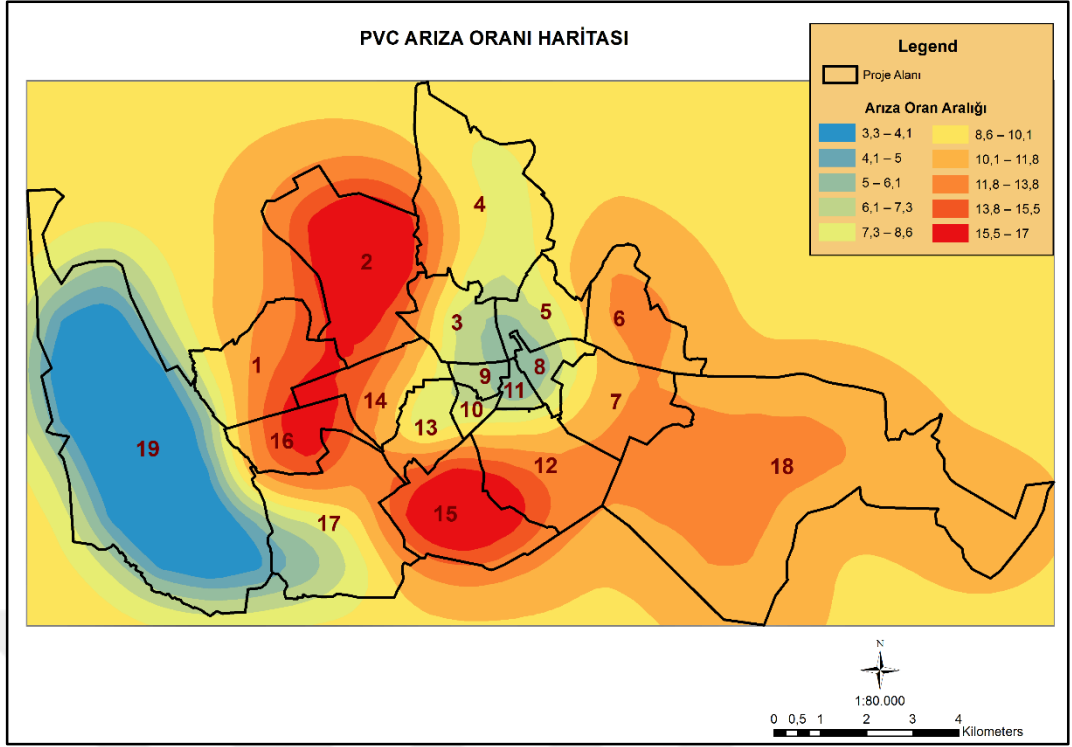 PVC ARIZA ORANI HARİTASI
Legend
Proje Alanı
Arıza Oran Aralığı
3,3 – 4,1
4,1 – 5
5 – 6,1
6,1 – 7,3
7,3 – 8,6
8,6 – 10,1
10,1 – 11,8
11,8 – 13,8
13,8 – 15,5
15,5 – 17
4
2
3
5
6
1
9
8
11
14
10
7
13
16
12
19
18
15
17
N
1:80.000
0 0,5 1 2 3 4
Kilometers